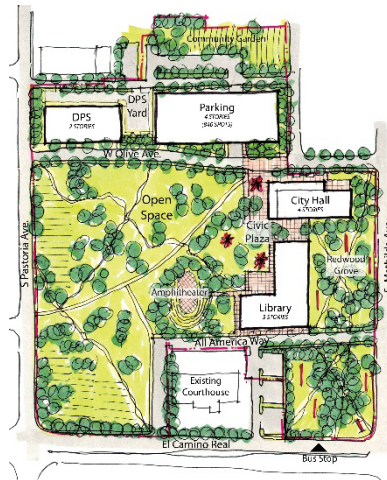 Community Garden
DPS
Yard
Parking
4 STORIES
SPOTS)
DPS
STORIES
W Olive Ave.
Open
Space
City Hall
4 STORIES
Civic
Plaza
S Pastoria Ave.
Redwood
Grove
Amphitheater
Library
3 STORIES
All America Way
Existing
Courthouse
El Camino Real
Bus Stop